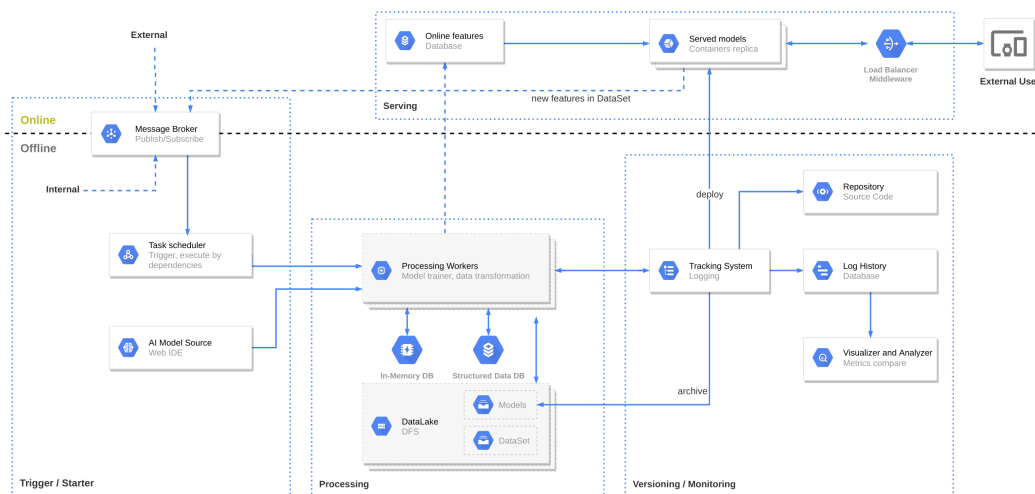 External
Online
Offline
Message Broker
Publish/Subscribe
Internal
Task scheduler
Trigger, execute by
dependencies
AI Model Source
Web IDE
Trigger / Starter
Online features
Database
Served models
Containers replica
Load Balancer
Middleware
External Use
Serving
new features in DataSet
Processing Workers
Model trainer, data transformation
In-Memory DB
Structured Data DB
DataLake
DFS
Models
DataSet
Processing
deploy
Repository
Source Code
Tracking System
Logging
Log History
Database
Visualizer and Analyzer
Metrics compare
archive
Versioning / Monitoring